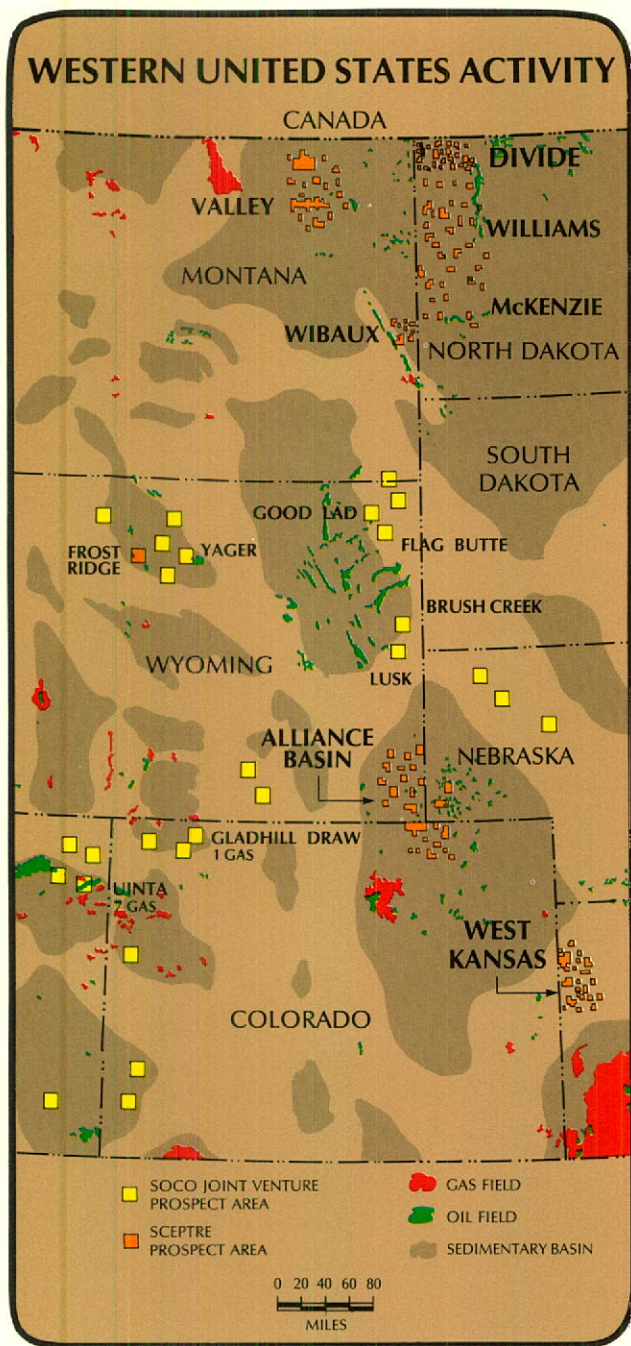 WESTERN UNITED STATES ACTIVITY
CANADA
DIVIDE
VALLEY
WILLIAMS
MONTANA
McKENZIE
WIBAUX
NORTH DAKOTA
SOUTH
DAKOTA
GOOD LAD
FLAG BUTTE
FROST
RIDGE
YAGER
BRUSH CREEK
WYOMING
LUSK
ALLIANCE
BASIN
NEBRASKA
GLADHILL DRAW
1 GAS
UINTA
7 GAS
WEST
KANSAS
COLORADO
SOCO JOINT VENTURE
PROSPECT AREA
SCEPTRE
PROSPECT AREA
GAS FIELD
OIL FIELD
SEDIMENTARY BASIN
0 20 40 60 80
MILES